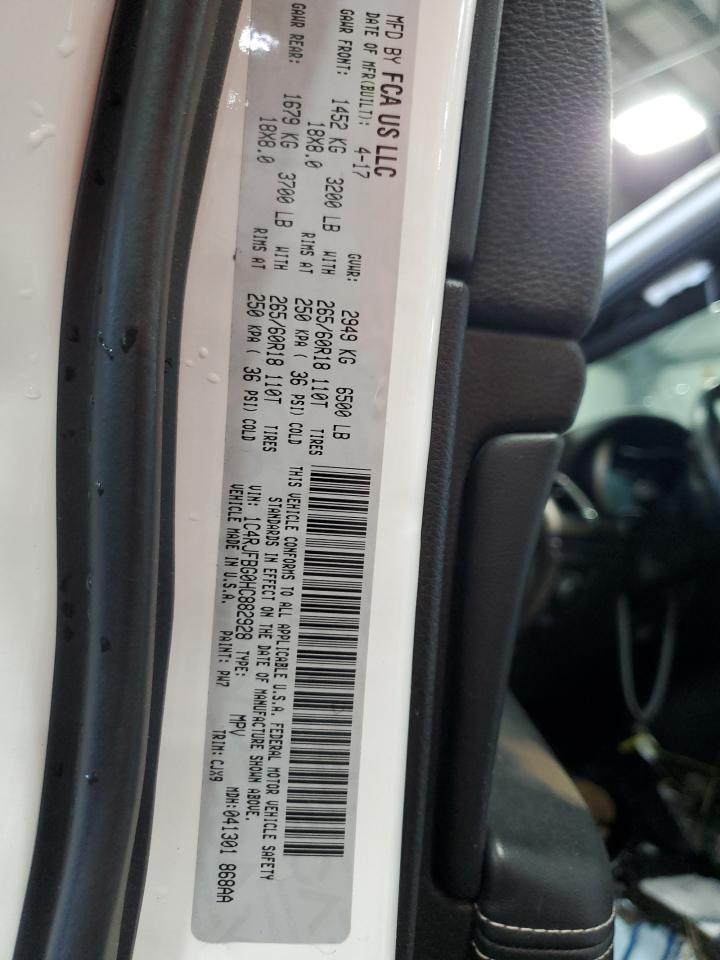 MFD BY FCA US LLC
DATE OF MFR(BUILT): 4-17 GVWR: 2949 KG 6500 LB
GAWR FRONT: 1452 KG 3200 LB WITH 265/60R18 110T TIRES
18X8.0 RIMS AT 250 KPA ( 36 PSI) COLD
GAWR REAR: 1679 KG 3700 LB WITH 265/60R18 110T TIRES
18X8.0 RIMS AT 250 KPA ( 36 PSI) COLD
THIS VEHICLE CONFORMS TO ALL APPLICABLE U.S.A. FEDERAL MOTOR VEHICLE SAFETY
STANDARDS IN EFFECT ON THE DATE OF MANUFACTURE SHOWN ABOVE.
VIN: 1C4RJFBG0HC882928 TYPE: MPV MDH:041301 868AA
VEHICLE MADE IN U.S.A. PAINT: PW7 TRIM: CJX9